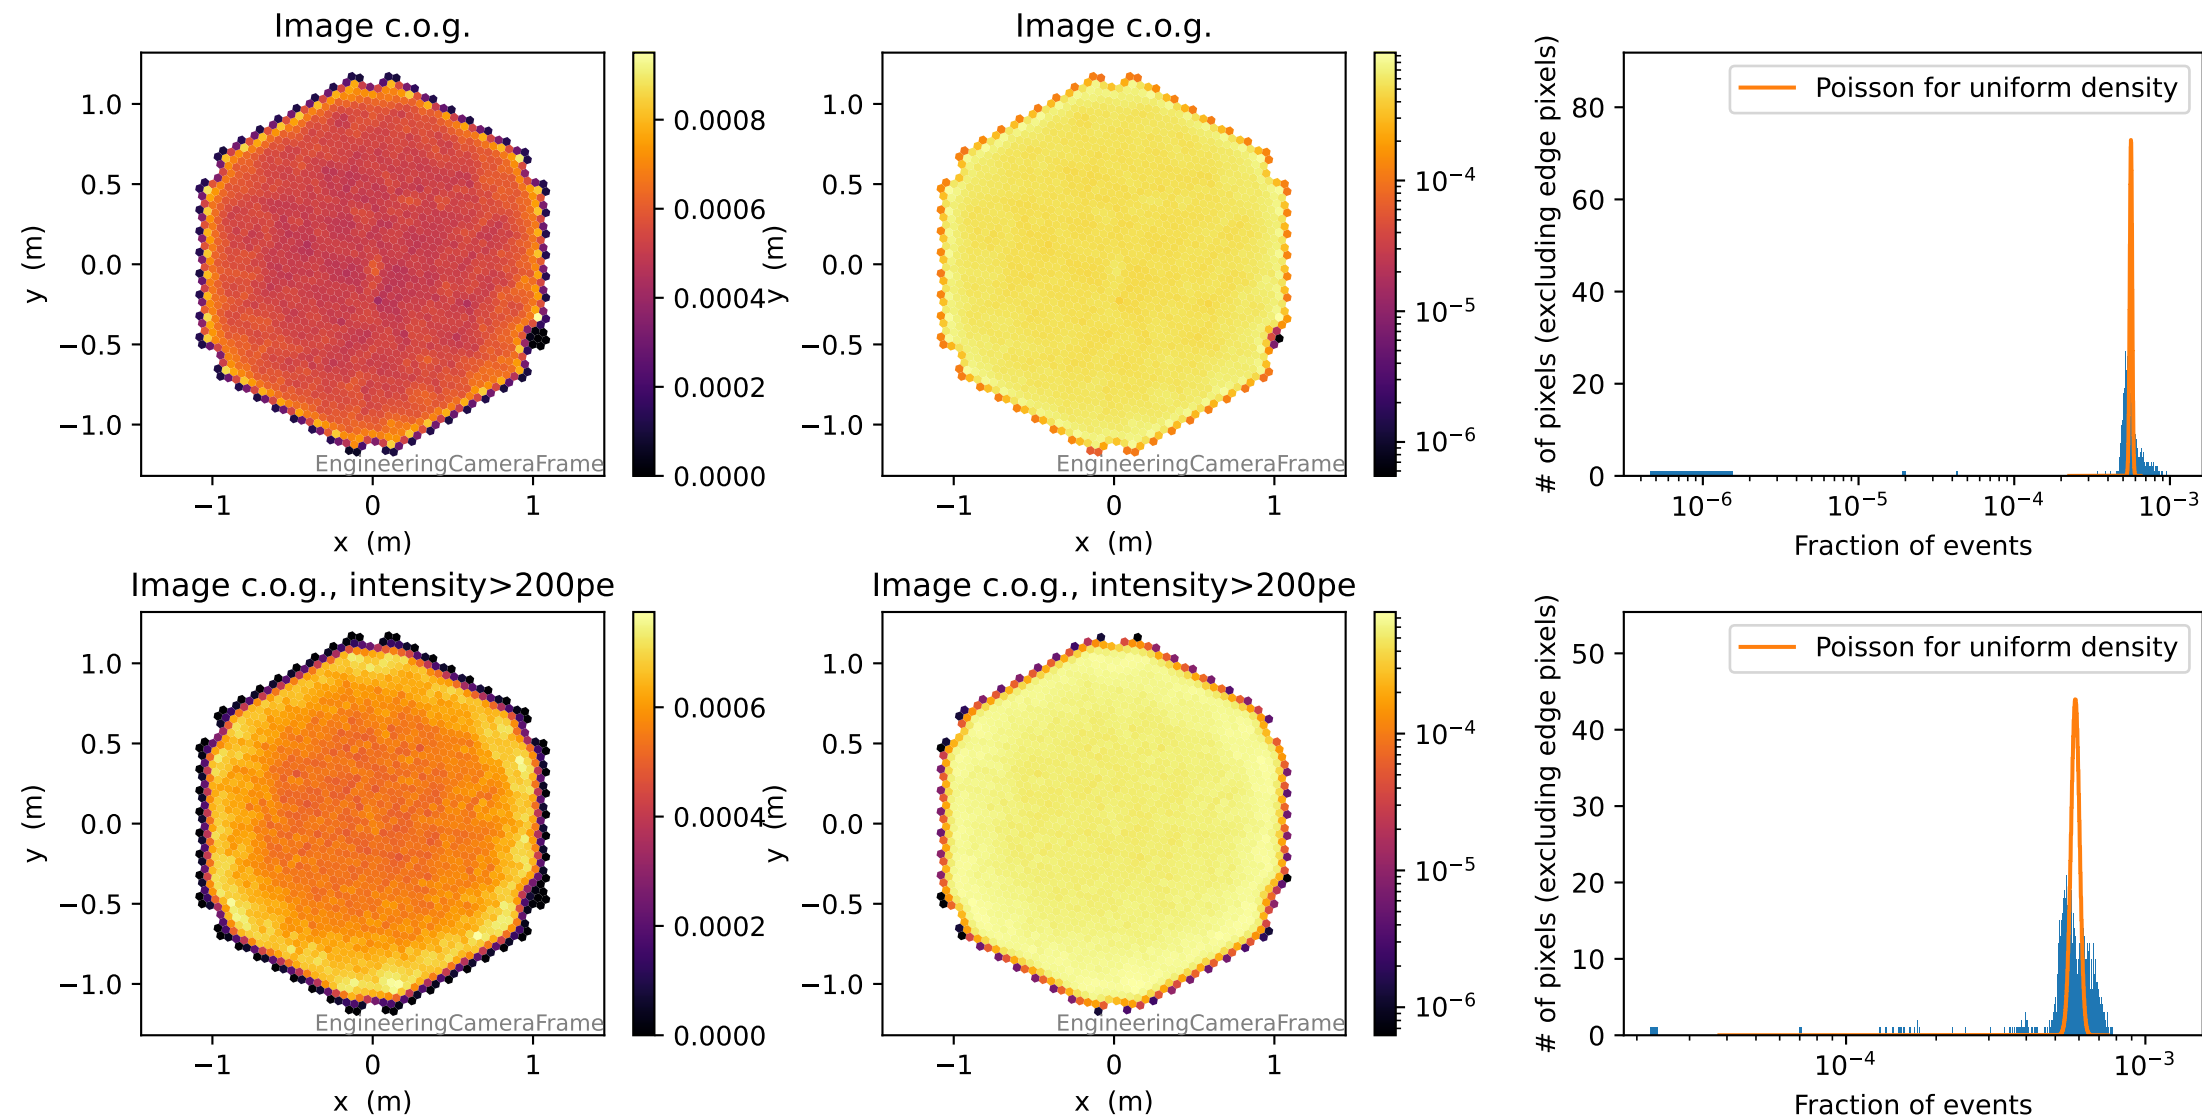 Image c.o.g.
1.0
0.5
0.0
−0.5
−1.0
y (m)
−1
0
1
x (m)
EngineeringCameraFrame
0.0008
0.0006
0.0004
0.0002
0.0000
Image c.o.g.
1.0
0.5
0.0
−0.5
−1.0
y (m)
−1
0
1
x (m)
EngineeringCameraFrame
10⁻⁴
10⁻⁵
10⁻⁶
# of pixels (excluding edge pixels)
80
60
40
20
0
Poisson for uniform density
10⁻⁶
10⁻⁵
10⁻⁴
10⁻³
Fraction of events
Image c.o.g., intensity>200pe
1.0
0.5
0.0
−0.5
−1.0
y (m)
−1
0
1
x (m)
EngineeringCameraFrame
0.0006
0.0004
0.0002
0.0000
Image c.o.g., intensity>200pe
1.0
0.5
0.0
−0.5
−1.0
y (m)
−1
0
1
x (m)
EngineeringCameraFrame
10⁻⁴
10⁻⁵
10⁻⁶
# of pixels (excluding edge pixels)
50
40
30
20
10
0
Poisson for uniform density
10⁻⁴
10⁻³
Fraction of events